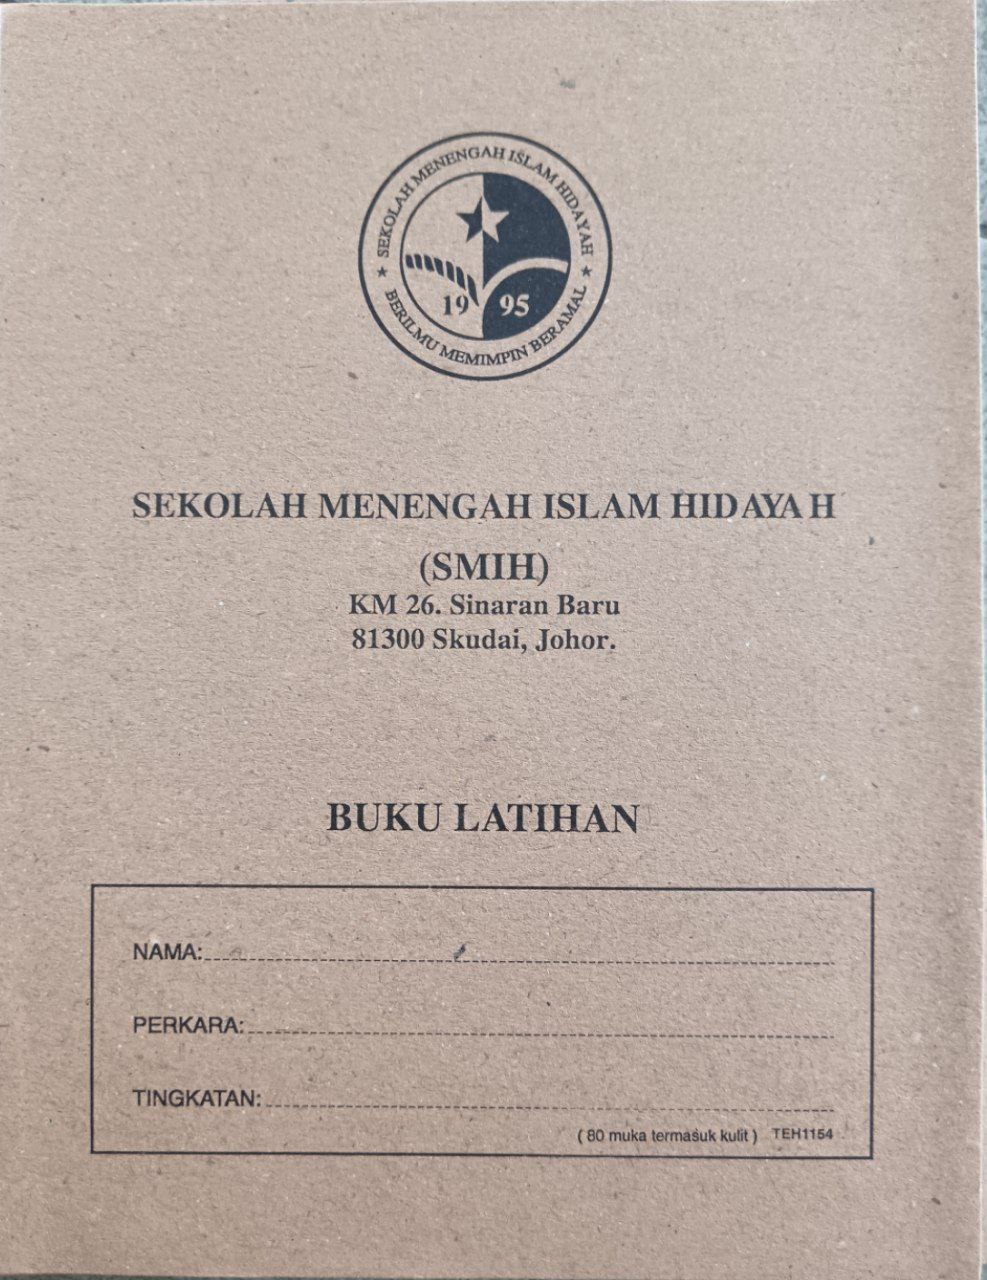 SEKOLAH MENENGAH ISLAM HIDAYAH
19 95
BERILMU MEMIMPIN BERAMAL
SEKOLAH MENENGAH ISLAM HIDAYAH
(SMIH)
KM 26. Sinaran Baru
81300 Skudai, Johor.
BUKU LATIHAN
NAMA:
PERKARA:
TINGKATAN:
( 80 muka termasuk kulit ) TEH1154